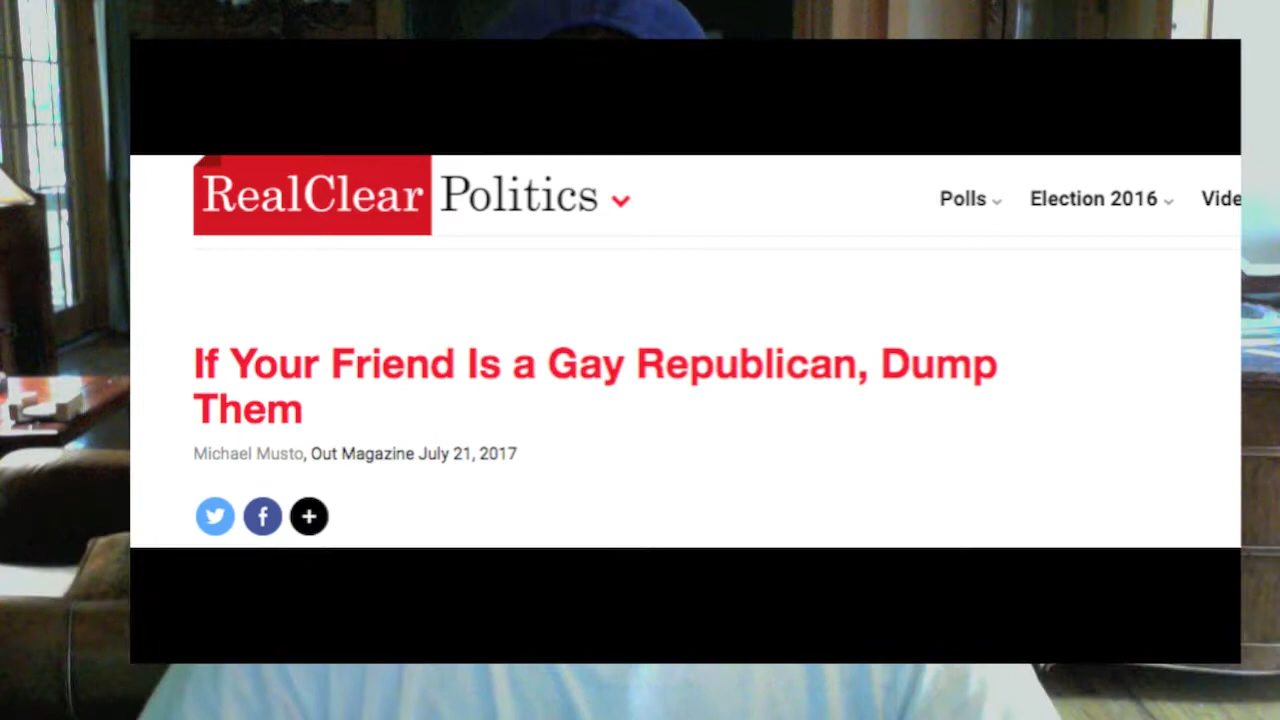 RealClear Politics
Polls Election 2016 Vide
If Your Friend Is a Gay Republican, Dump
Them
Michael Musto, Out Magazine July 21, 2017